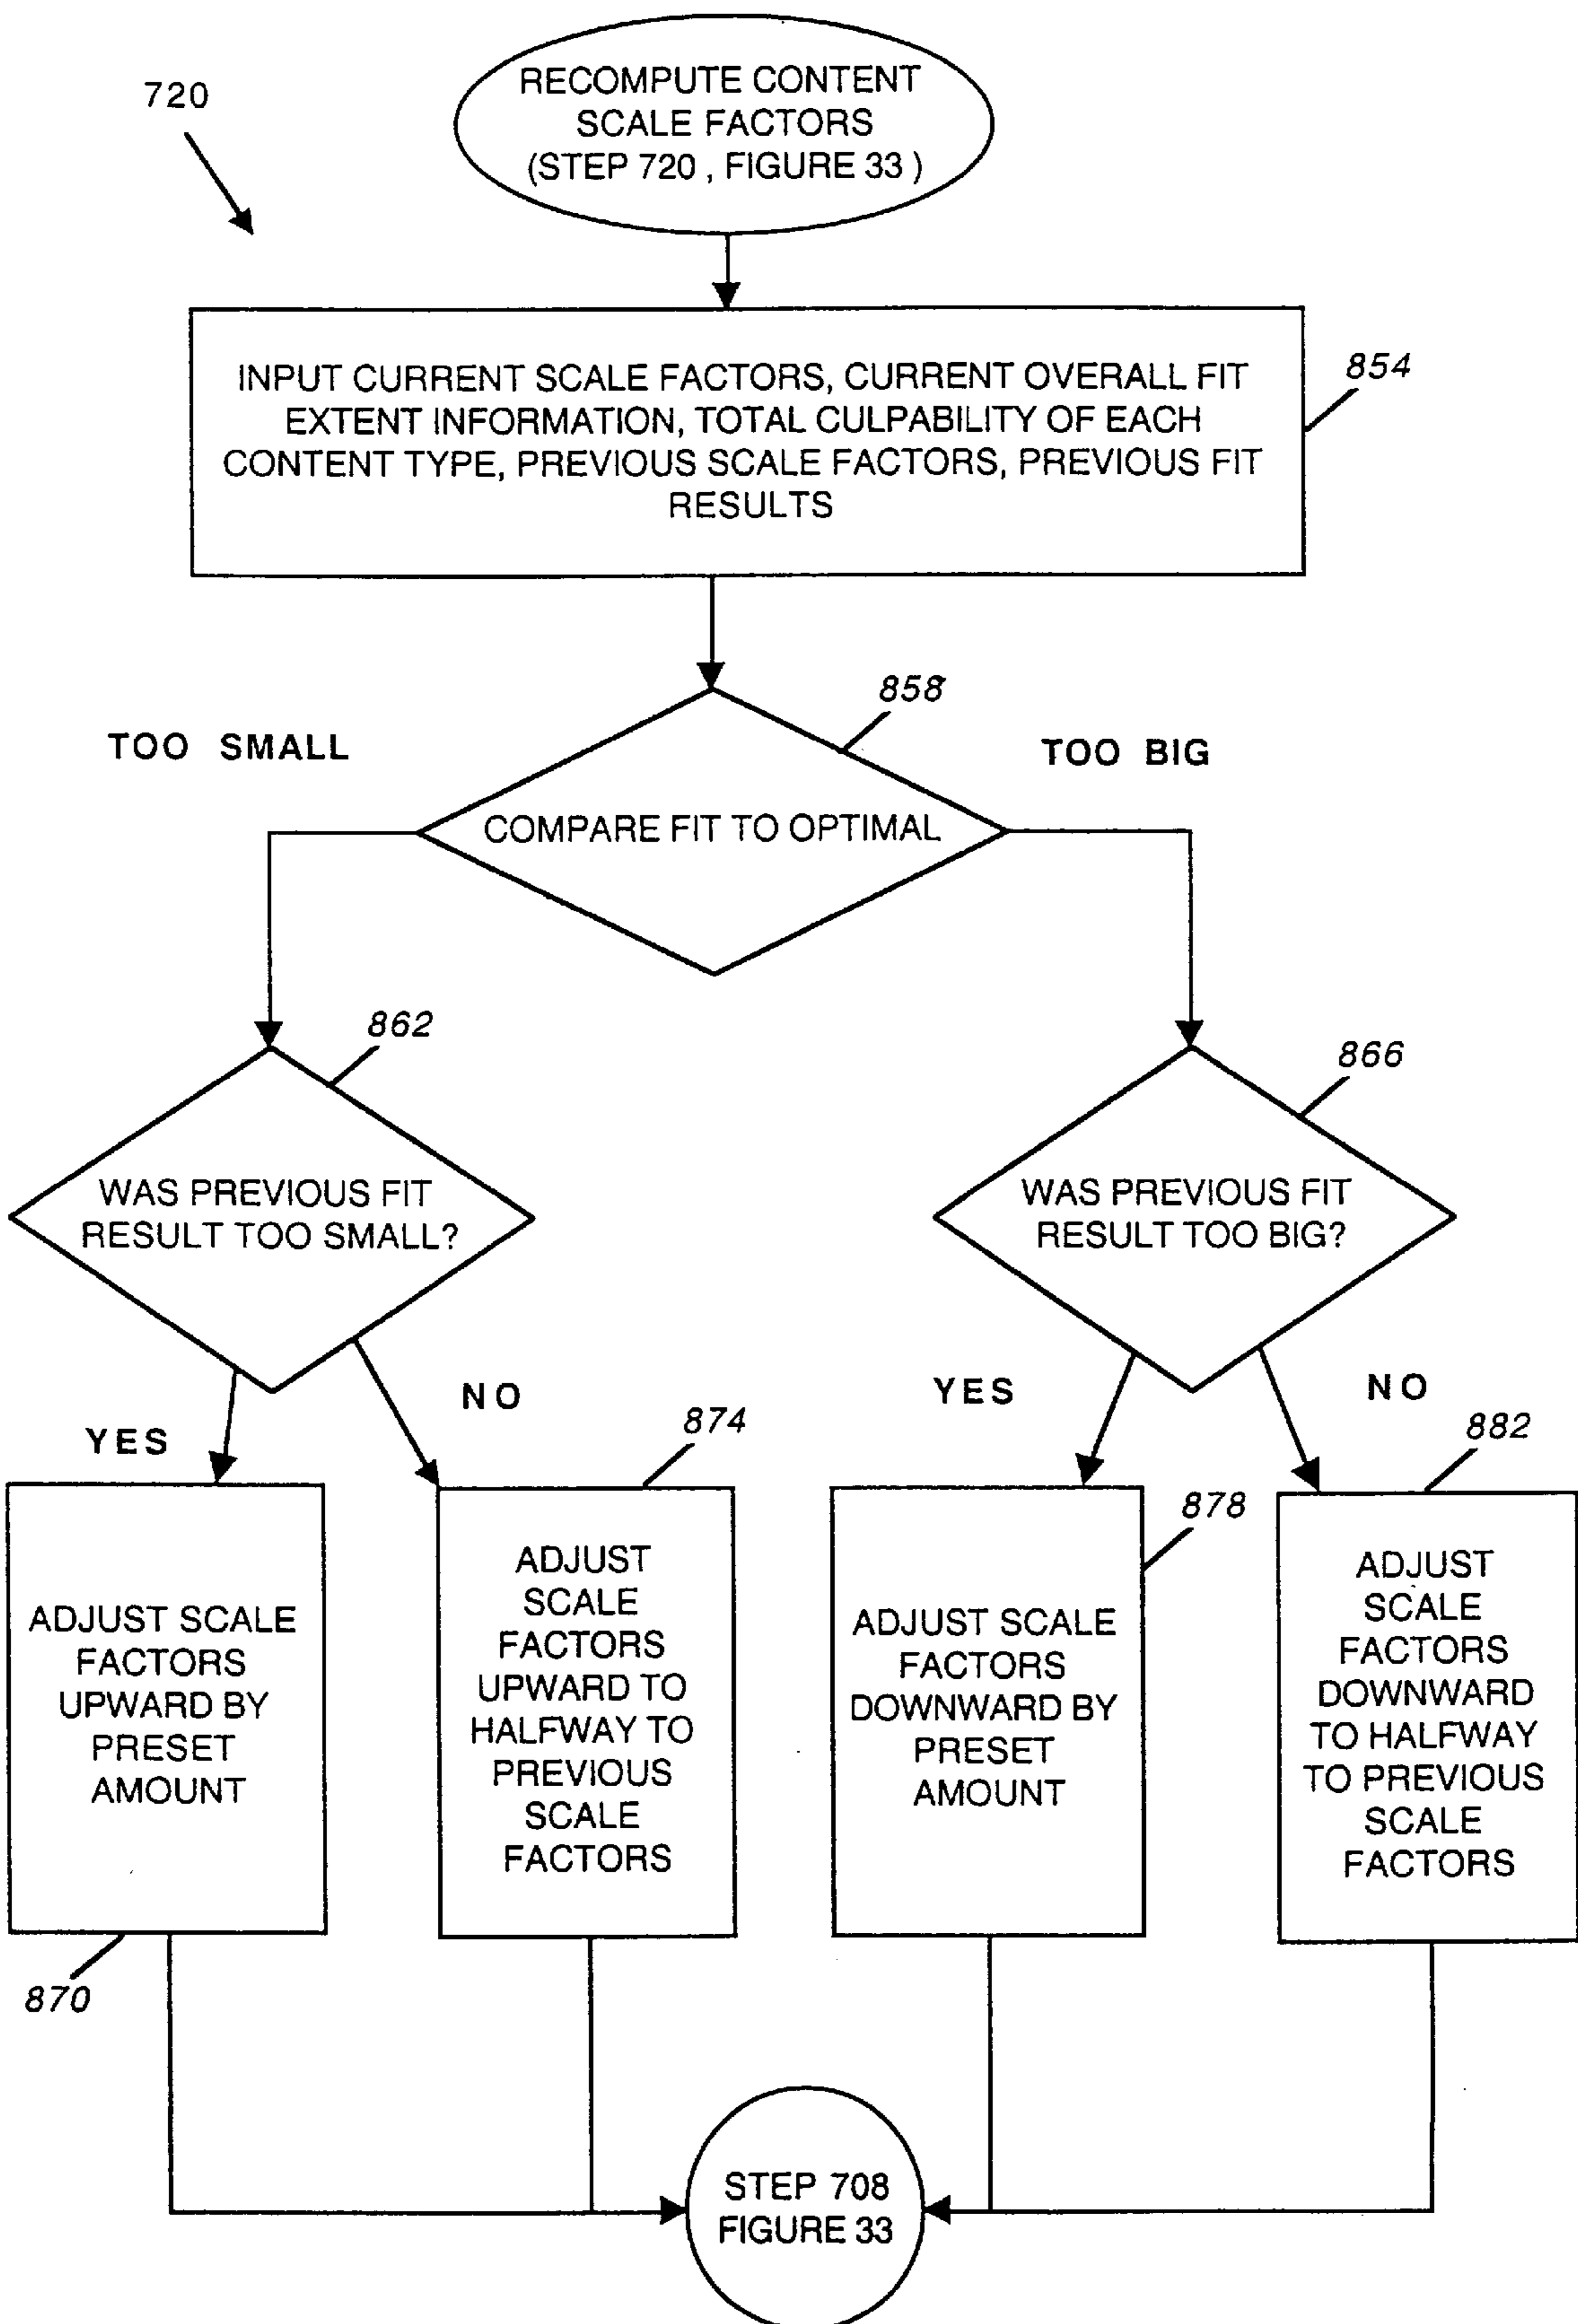 720
RECOMPUTE CONTENT
SCALE FACTORS
(STEP 720 , FIGURE 33 )
INPUT CURRENT SCALE FACTORS, CURRENT OVERALL FIT
EXTENT INFORMATION, TOTAL CULPABILITY OF EACH
CONTENT TYPE, PREVIOUS SCALE FACTORS, PREVIOUS FIT
RESULTS
854
858
TOO SMALL
TOO BIG
COMPARE FIT TO OPTIMAL
862
866
WAS PREVIOUS FIT
RESULT TOO SMALL?
WAS PREVIOUS FIT
RESULT TOO BIG?
YES
NO
874
YES
NO
882
878
ADJUST SCALE
FACTORS
UPWARD BY
PRESET
AMOUNT
870
ADJUST
SCALE
FACTORS
UPWARD TO
HALFWAY TO
PREVIOUS
SCALE
FACTORS
ADJUST SCALE
FACTORS
DOWNWARD BY
PRESET
AMOUNT
ADJUST
SCALE
FACTORS
DOWNWARD
TO HALFWAY
TO PREVIOUS
SCALE
FACTORS
STEP 708
FIGURE 33